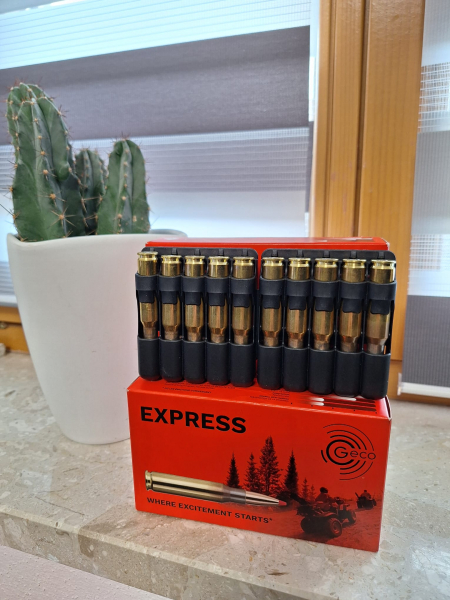 EXPRESS
Geco
WHERE EXCITEMENT STARTS*